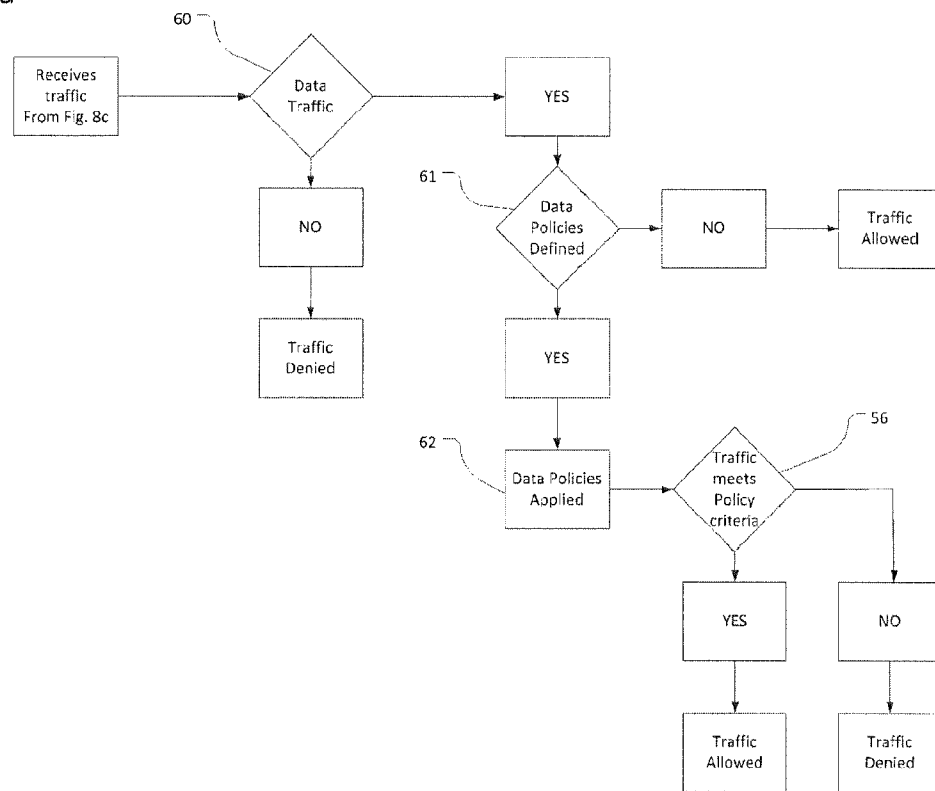 60
Receives
traffic
From Fig. 8c
Data
Traffic
YES
61
Data
Policies
Defined
NO
NO
Traffic
Allowed
Traffic
Denied
YES
62
Data Policies
Applied
56
Traffic
meets
Policy
criteria
YES
NO
Traffic
Allowed
Traffic
Denied